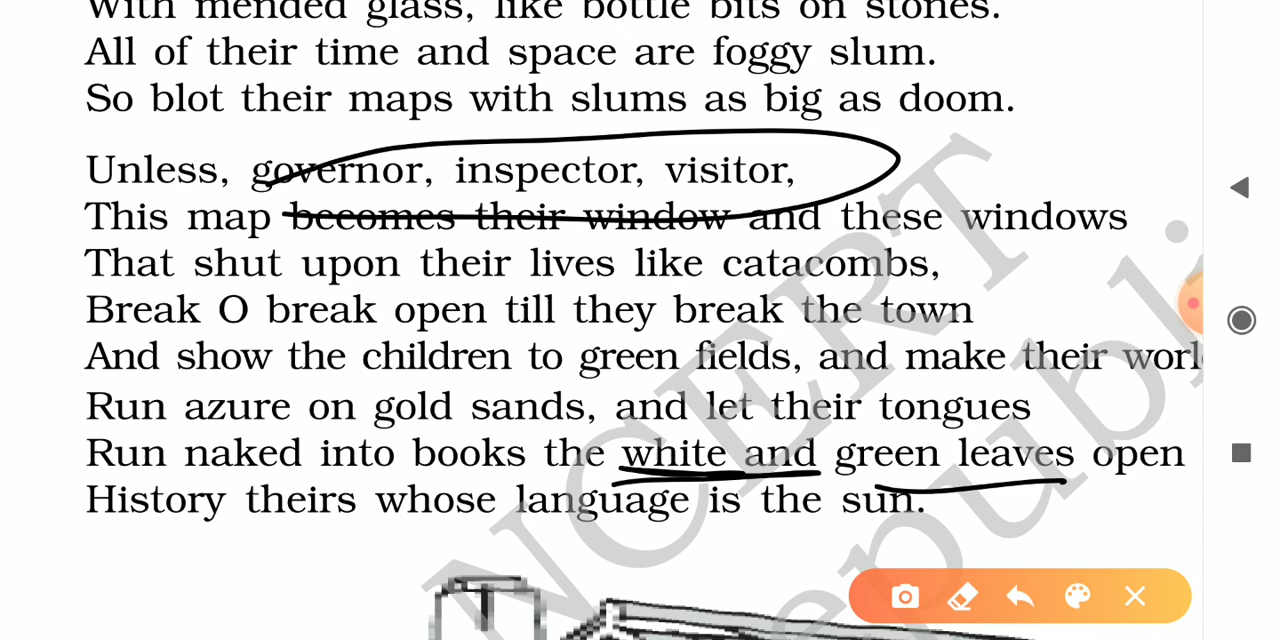 With mended glass, like bottle bits on stones.
All of their time and space are foggy slum.
So blot their maps with slums as big as doom.
Unless, governor, inspector, visitor,
This map becomes their window and these windows
That shut upon their lives like catacombs,
Break O break open till they break the town
And show the children to green fields, and make their worl
Run azure on gold sands, and let their tongues
Run naked into books the white and green leaves open
History theirs whose language is the sun.
NCERT
republi